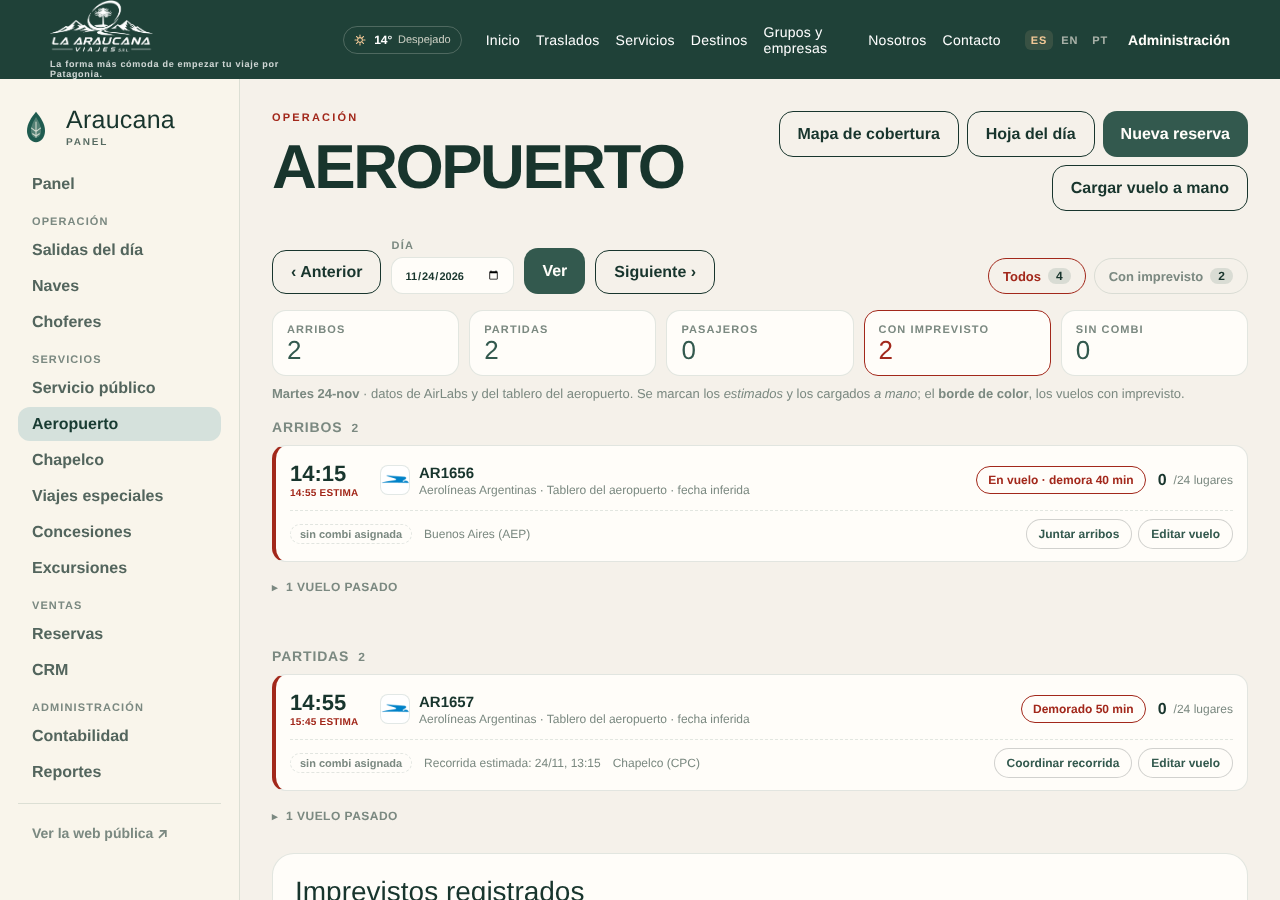 LA ARAUCANA
VIAJES
La forma más cómoda de empezar tu viaje por Patagonia.
14° Despejado
Inicio
Traslados
Servicios
Destinos
Grupos y empresas
Nosotros
Contacto
ES EN PT
Administración
Araucana
PANEL
Panel
OPERACIÓN
Salidas del día
Naves
Choferes
SERVICIOS
Servicio público
Aeropuerto
Chapelco
Viajes especiales
Concesiones
Excursiones
VENTAS
Reservas
CRM
ADMINISTRACIÓN
Contabilidad
Reportes
Ver la web pública ↗
OPERACIÓN
AEROPUERTO
Mapa de cobertura
Hoja del día
Nueva reserva
Cargar vuelo a mano
‹ Anterior
DÍA
11/24/2026
Ver
Siguiente ›
Todos 4
Con imprevisto 2
ARRIBOS
2
PARTIDAS
2
PASAJEROS
0
CON IMPREVISTO
2
SIN COMBI
0
Martes 24-nov · datos de AirLabs y del tablero del aeropuerto. Se marcan los estimados y los cargados a mano; el borde de color, los vuelos con imprevisto.
ARRIBOS 2
14:15
14:55 ESTIMA
AR1656
Aerolíneas Argentinas · Tablero del aeropuerto · fecha inferida
En vuelo · demora 40 min
0 /24 lugares
sin combi asignada
Buenos Aires (AEP)
Juntar arribos
Editar vuelo
▸ 1 VUELO PASADO
PARTIDAS 2
14:55
15:45 ESTIMA
AR1657
Aerolíneas Argentinas · Tablero del aeropuerto · fecha inferida
Demorado 50 min
0 /24 lugares
sin combi asignada
Recorrida estimada: 24/11, 13:15
Chapelco (CPC)
Coordinar recorrida
Editar vuelo
▸ 1 VUELO PASADO
Imprevistos registrados